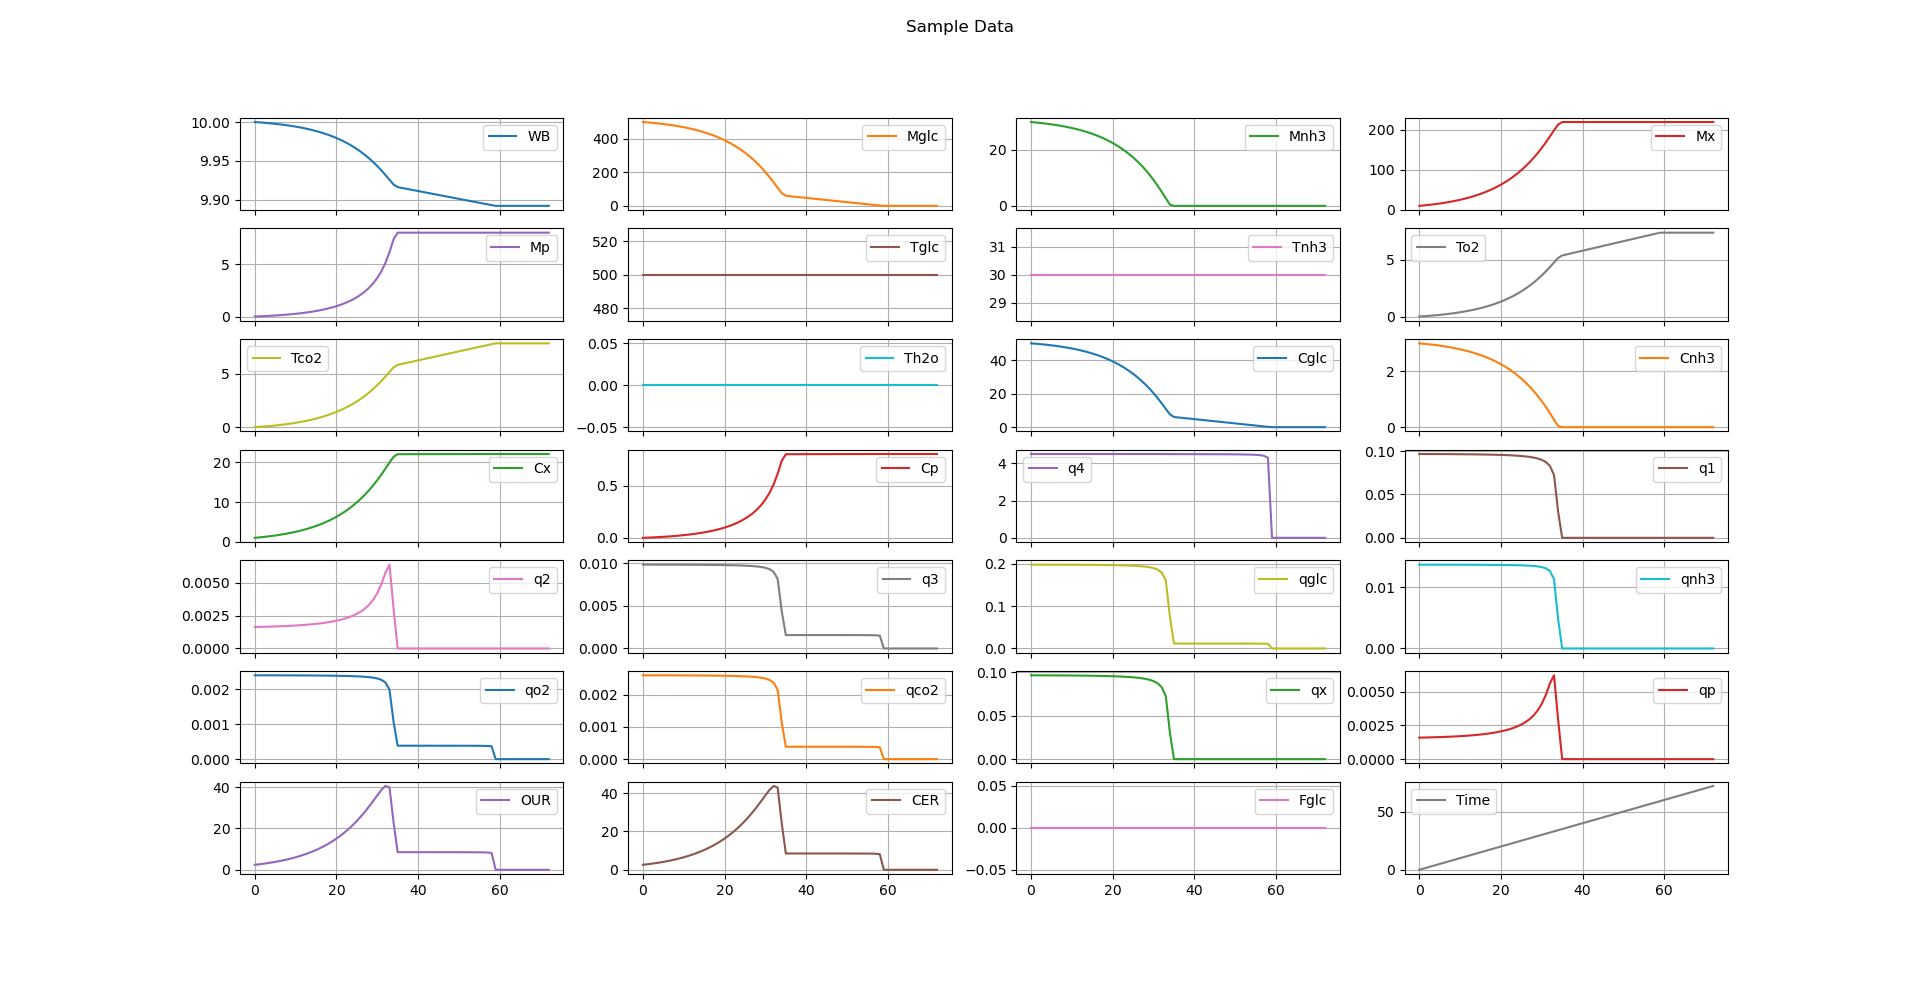 Sample Data
10.00
9.95
9.90
WB
400
200
0
Mglc
20
0
Mnh3
200
100
0
Mx
5
0
Mp
520
500
480
Tglc
31
30
29
Tnh3
5
0
To2
5
0
Tco2
0.05
0.00
−0.05
Th2o
40
20
0
Cglc
2
0
Cnh3
20
10
0
Cx
0.5
0.0
Cp
4
2
0
q4
0.10
0.05
0.00
q1
0.0050
0.0025
0.0000
q2
0.010
0.005
0.000
q3
0.2
0.1
0.0
qglc
0.01
0.00
qnh3
0.002
0.001
0.000
qo2
0.002
0.001
0.000
qco2
0.10
0.05
0.00
qx
0.0050
0.0025
0.0000
qp
40
20
0
OUR
0 20 40 60
40
20
0
CER
0 20 40 60
0.05
0.00
−0.05
Fglc
0 20 40 60
50
0
Time
0 20 40 60